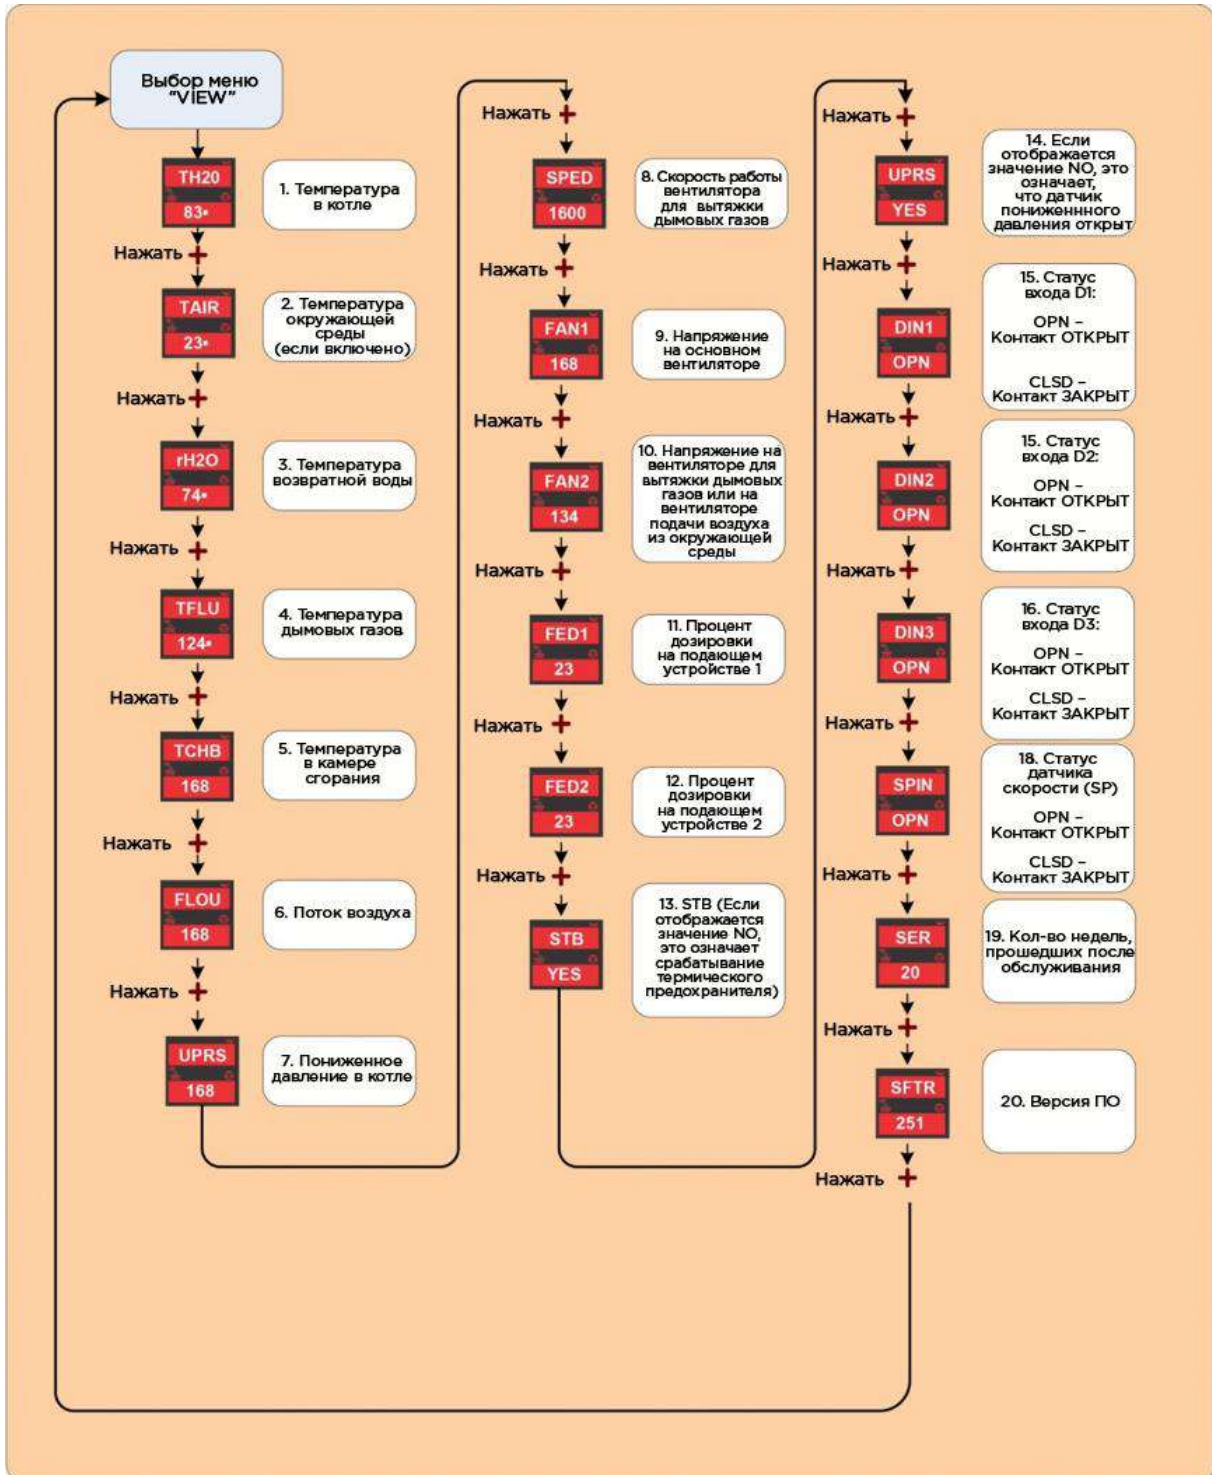 Выбор меню
“VIEW”
TH20
83•
1. Температура
в котле
Нажать +
TAIR
23•
2. Температура
окружающей
среды
(если включено)
Нажать +
rH2O
74•
3. Температура
возвратной воды
Нажать +
TFLU
124•
4. Температура
дымовых газов
Нажать +
TCHB
168
5. Температура
в камере
сгорания
Нажать +
FLOU
168
6. Поток воздуха
Нажать +
UPRS
168
7. Пониженное
давление в котле
Нажать +
SPED
1600
8. Скорость работы
вентилятора
для вытяжки
дымовых газов
Нажать +
FAN1
168
9. Напряжение
на основном
вентиляторе
Нажать +
FAN2
134
10. Напряжение на
вентиляторе для
вытяжки дымовых
газов или на
вентиляторе
подачи воздуха
из окружающей
среды
Нажать +
FED1
23
11. Процент
дозировки
на подающем
устройстве 1
Нажать +
FED2
23
12. Процент
дозировки
на подающем
устройстве 2
Нажать +
STB
YES
13. STB (Если
отображается
значение NO,
это означает
срабатывание
термического
предохранителя)
Нажать +
UPRS
YES
14. Если
отображается
значение NO, это
означает,
что датчик
пониженнного
давления открыт
Нажать +
DIN1
OPN
15. Статус
входа D1:
OPN –
Контакт ОТКРЫТ
CLSD –
Контакт ЗАКРЫТ
Нажать +
DIN2
OPN
15. Статус
входа D2:
OPN –
Контакт ОТКРЫТ
CLSD –
Контакт ЗАКРЫТ
Нажать +
DIN3
OPN
16. Статус
входа D3:
OPN –
Контакт ОТКРЫТ
CLSD –
Контакт ЗАКРЫТ
Нажать +
SPIN
OPN
18. Статус
датчика
скорости (SP)
OPN –
Контакт ОТКРЫТ
CLSD –
Контакт ЗАКРЫТ
Нажать +
SER
20
19. Кол-во недель,
прошедших после
обслуживания
Нажать +
SFTR
251
20. Версия ПО
Нажать +